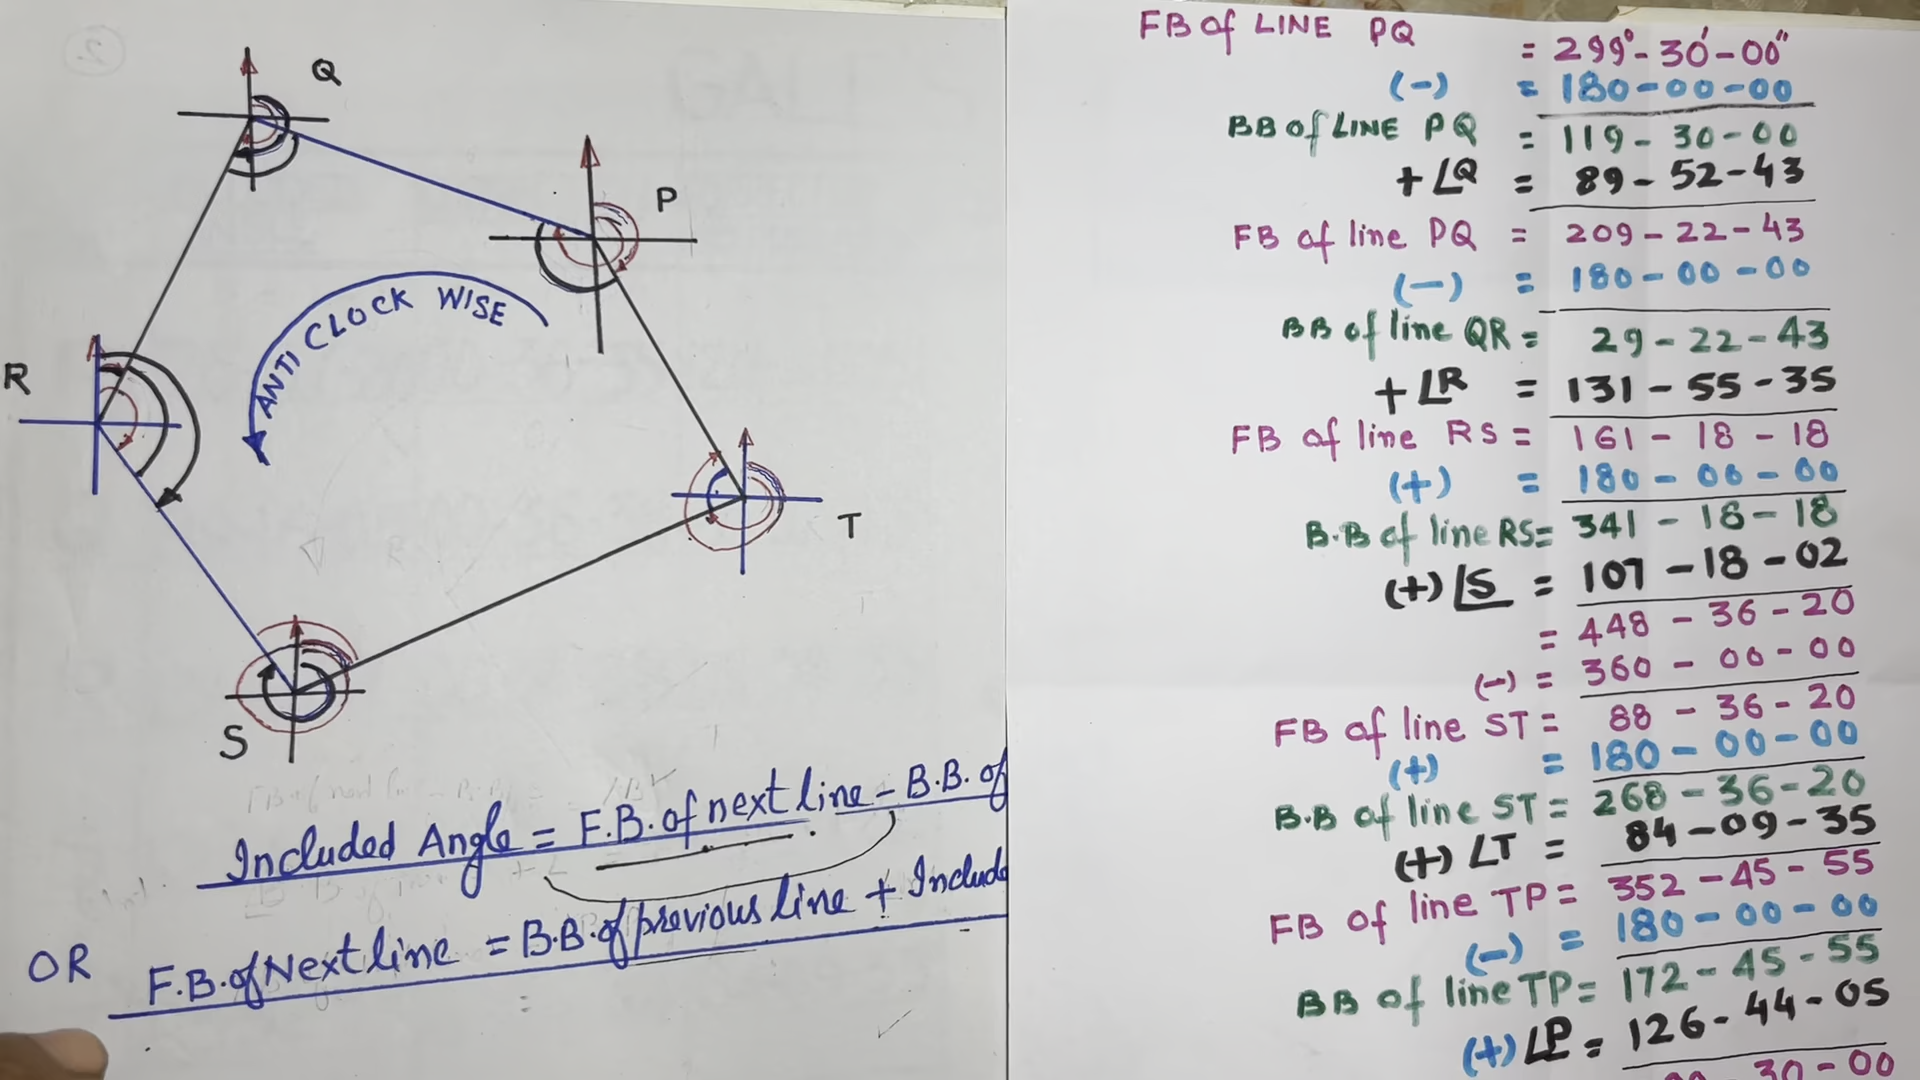 Q
P
ANTI CLOCK WISE
R
T
S
Included Angle = F.B. of next line - B.B. of
OR F.B. of Next line = B.B. of previous line + Include
FB of LINE PQ = 299°-30'-00"
(-) = 180-00-00
BB of LINE PQ = 119-30-00
+∠Q = 89-52-43
FB of line PQ = 209-22-43
(-) = 180-00-00
BB of line QR = 29-22-43
+∠R = 131-55-35
FB of line RS = 161-18-18
(+) = 180-00-00
B.B of line RS = 341-18-18
(+)∠S = 107-18-02
= 448-36-20
(-) = 360-00-00
FB of line ST = 88-36-20
(+) = 180-00-00
B.B of line ST = 268-36-20
(+)∠T = 84-09-35
FB of line TP = 352-45-55
(-) = 180-00-00
BB of line TP = 172-45-55
(+)∠P = 126-44-05
30-00